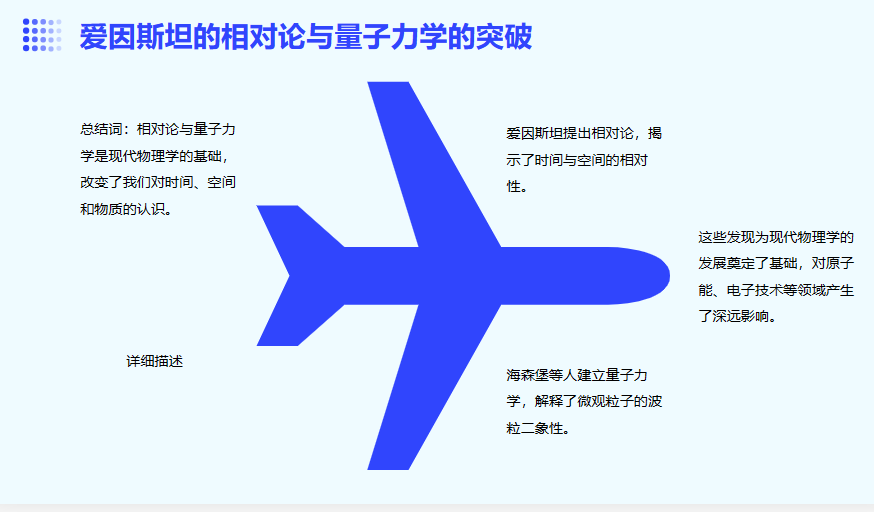 爱因斯坦的相对论与量子力学的突破
总结词：相对论与量子力
学是现代物理学的基础，
改变了我们对时间、空间
和物质的认识。
详细描述
爱因斯坦提出相对论，揭
示了时间与空间的相对
性。
海森堡等人建立量子力
学，解释了微观粒子的波
粒二象性。
这些发现为现代物理学的
发展奠定了基础，对原子
能、电子技术等领域产生
了深远影响。